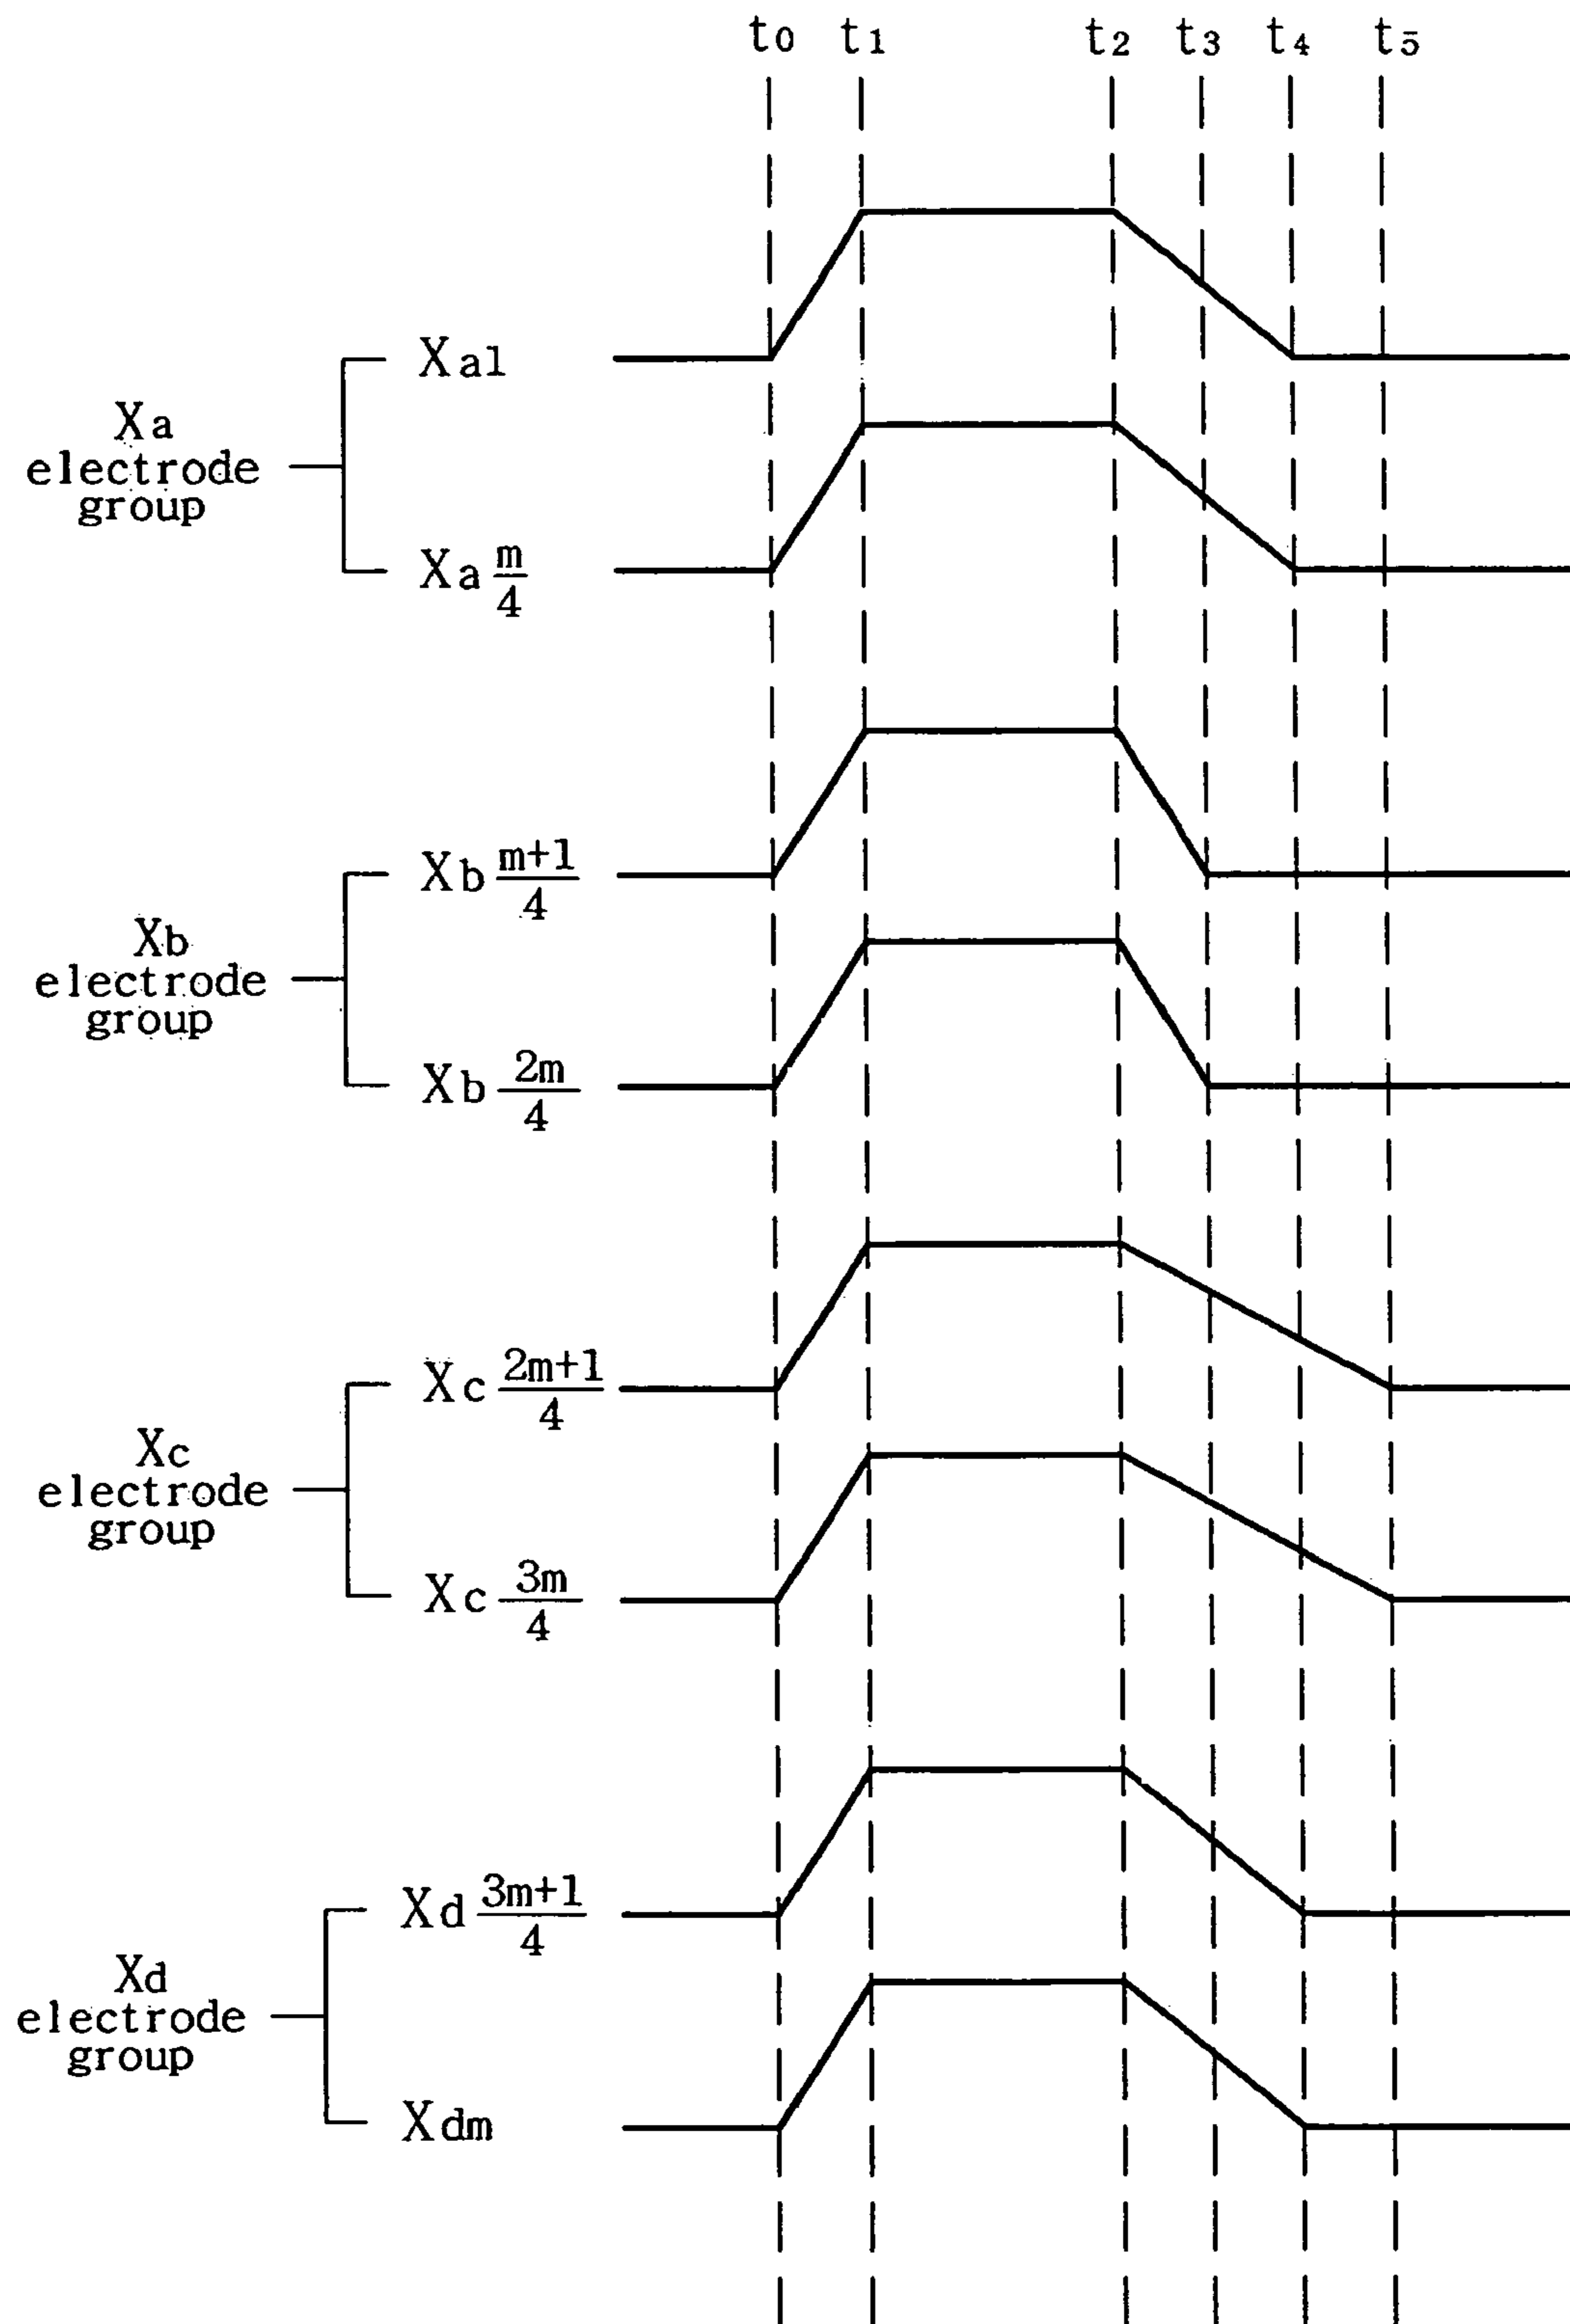 t0 t1 t2 t3 t4 t5
Xa1
Xa
electrode
group
Xa m/4
Xb m+1/4
Xb
electrode
group
Xb 2m/4
Xc 2m+1/4
Xc
electrode
group
Xc 3m/4
Xd 3m+1/4
Xd
electrode
group
Xdm